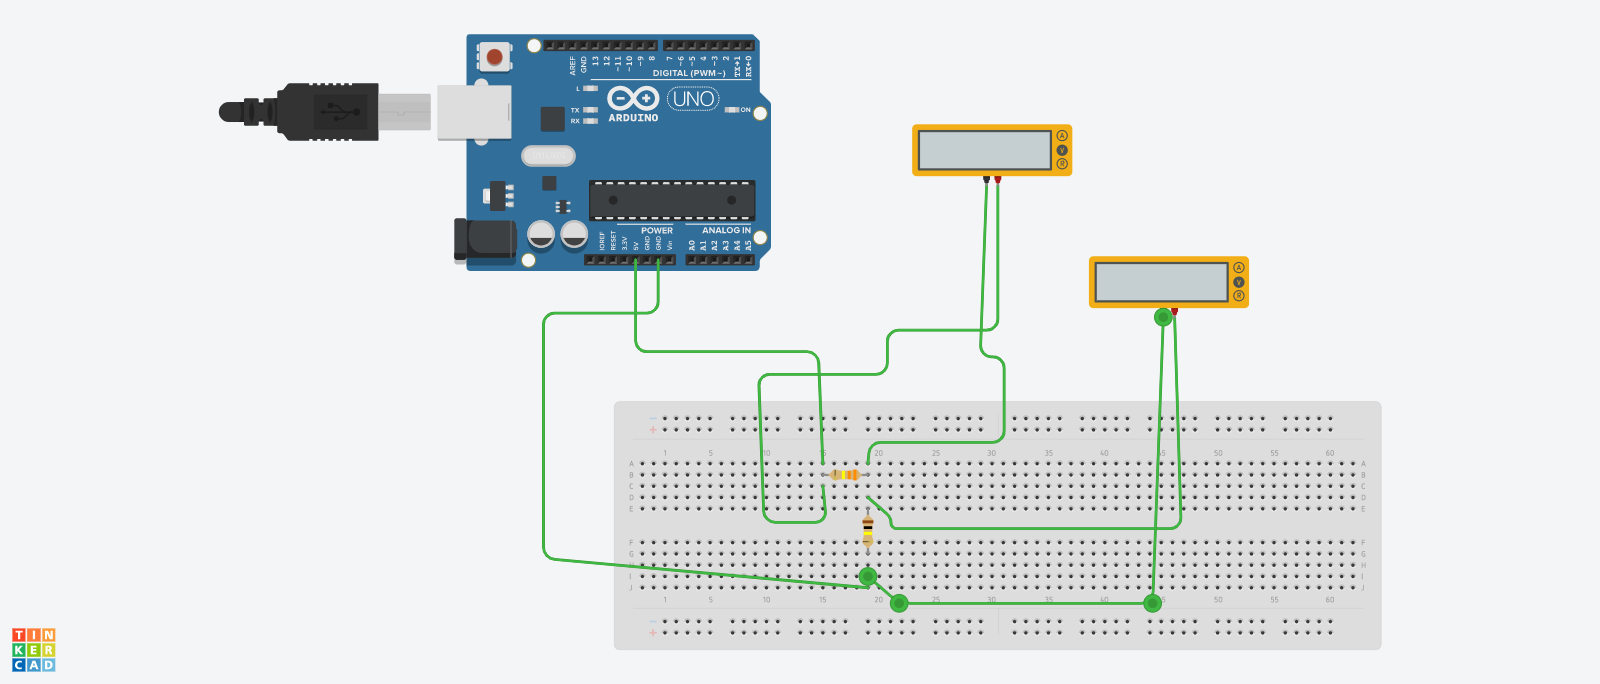 AREF
GND
13
12
~11
~10
~9
8
7
~6
~5
4
~3
2
TX→1
RX←0
DIGITAL (PWM~)
L
TX
RX
ARDUINO
UNO
ON
POWER
ANALOG IN
IOREF
RESET
3.3V
5V
GND
GND
Vin
A0
A1
A2
A3
A4
A5
A
V
R
A
V
R
1 5 10 15 20 25 30 35 40 45 50 55 60
A A
B B
C C
D D
E E
F F
G G
H H
I I
J J
1 5 10 15 20 25 30 35 40 45 50 55 60
TIN
KER
CAD